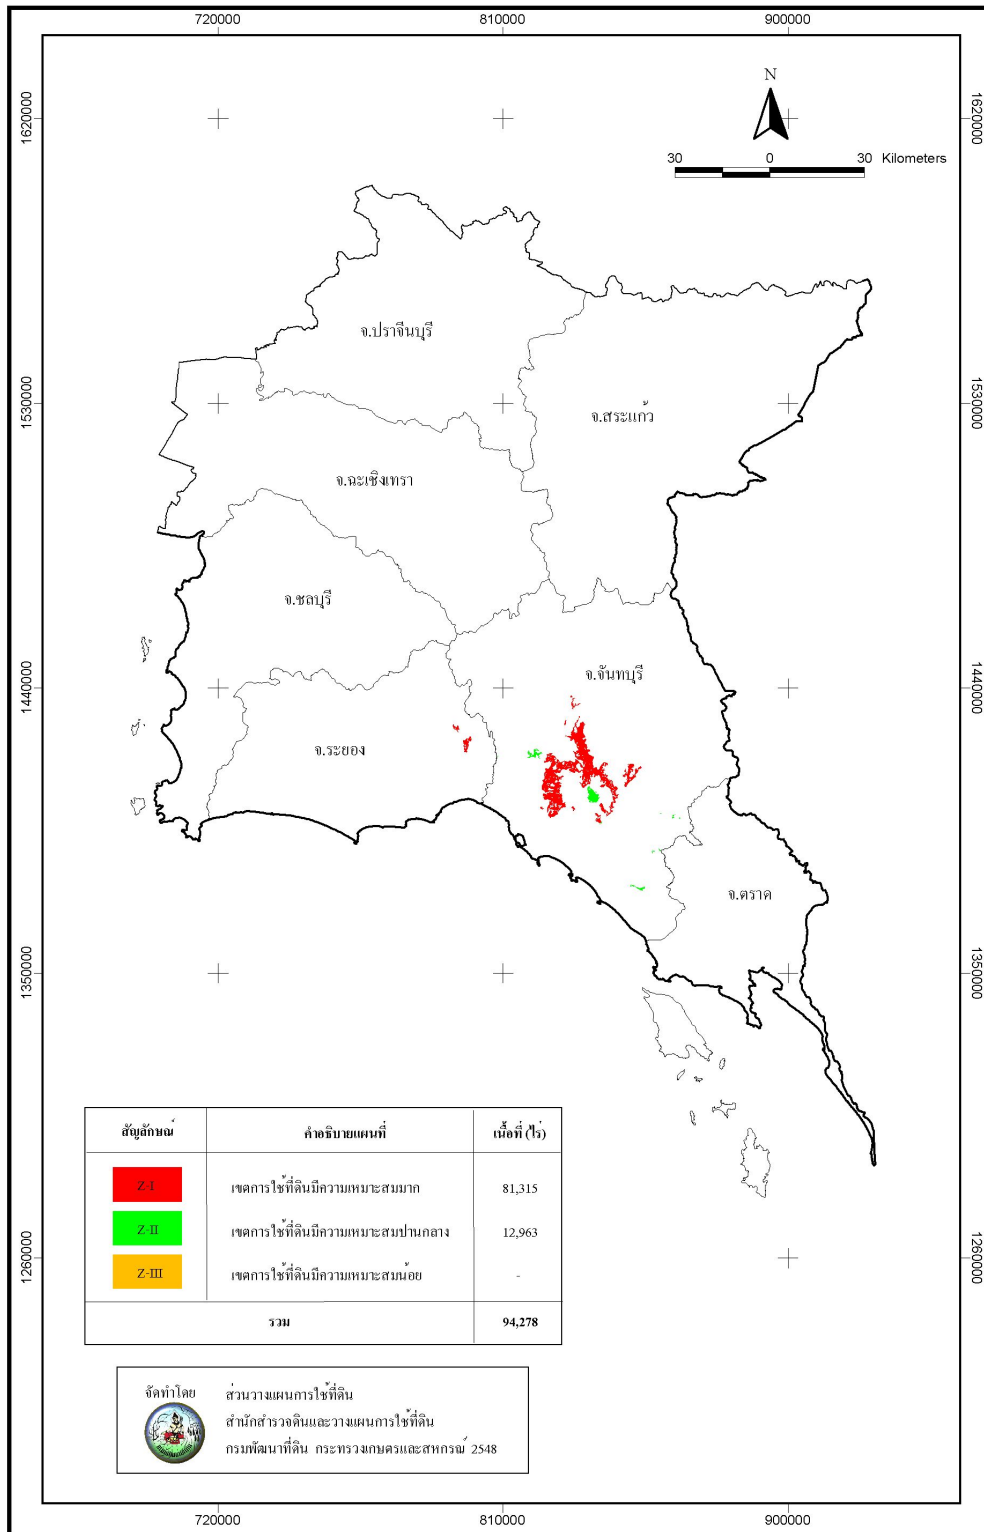 720000 810000 900000
N
1620000 1620000
30 0 30 Kilometers
จ.ปราจีนบุรี
1530000 1530000
จ.สระแก้ว
จ.ฉะเชิงเทรา
จ.ชลบุรี
จ.จันทบุรี
1440000 1440000
จ.ระยอง
จ.ตราด
1350000 1350000
สัญลักษณ์ คำอธิบายแผนที่ เนื้อที่ (ไร่)
Z-I เขตการใช้ที่ดินมีความเหมาะสมมาก 81,315
Z-II เขตการใช้ที่ดินมีความเหมาะสมปานกลาง 12,963
1260000 1260000
Z-III เขตการใช้ที่ดินมีความเหมาะสมน้อย -
รวม 94,278
จัดทำโดย ส่วนวางแผนการใช้ที่ดิน
สำนักสำรวจดินและวางแผนการใช้ที่ดิน
กรมพัฒนาที่ดิน กระทรวงเกษตรและสหกรณ์ 2548
720000 810000 900000